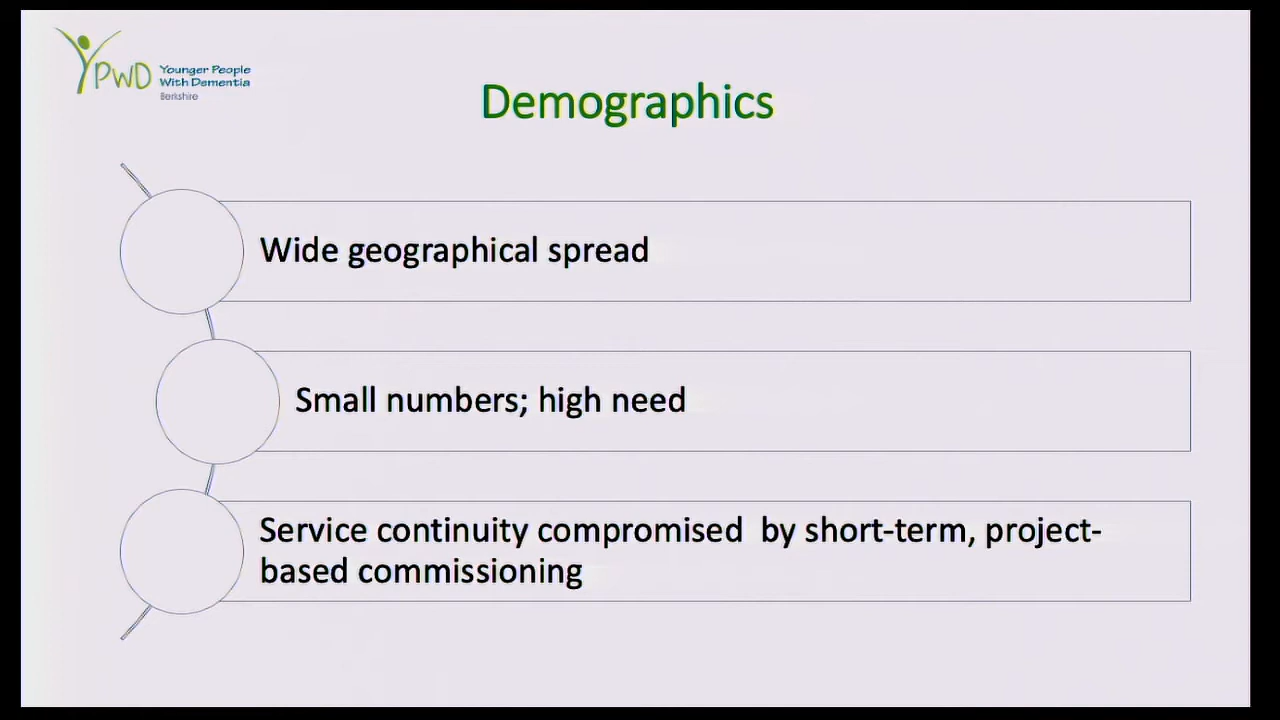 YPWD
Younger People
With Dementia
Berkshire
Demographics
Wide geographical spread
Small numbers; high need
Service continuity compromised  by short-term, project-
based commissioning